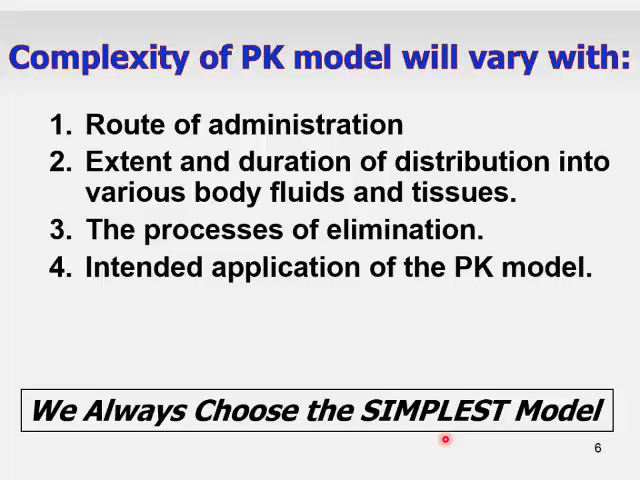 Complexity of PK model will vary with:
1. Route of administration
2. Extent and duration of distribution into
various body fluids and tissues.
3. The processes of elimination.
4. Intended application of the PK model.
We Always Choose the SIMPLEST Model
6